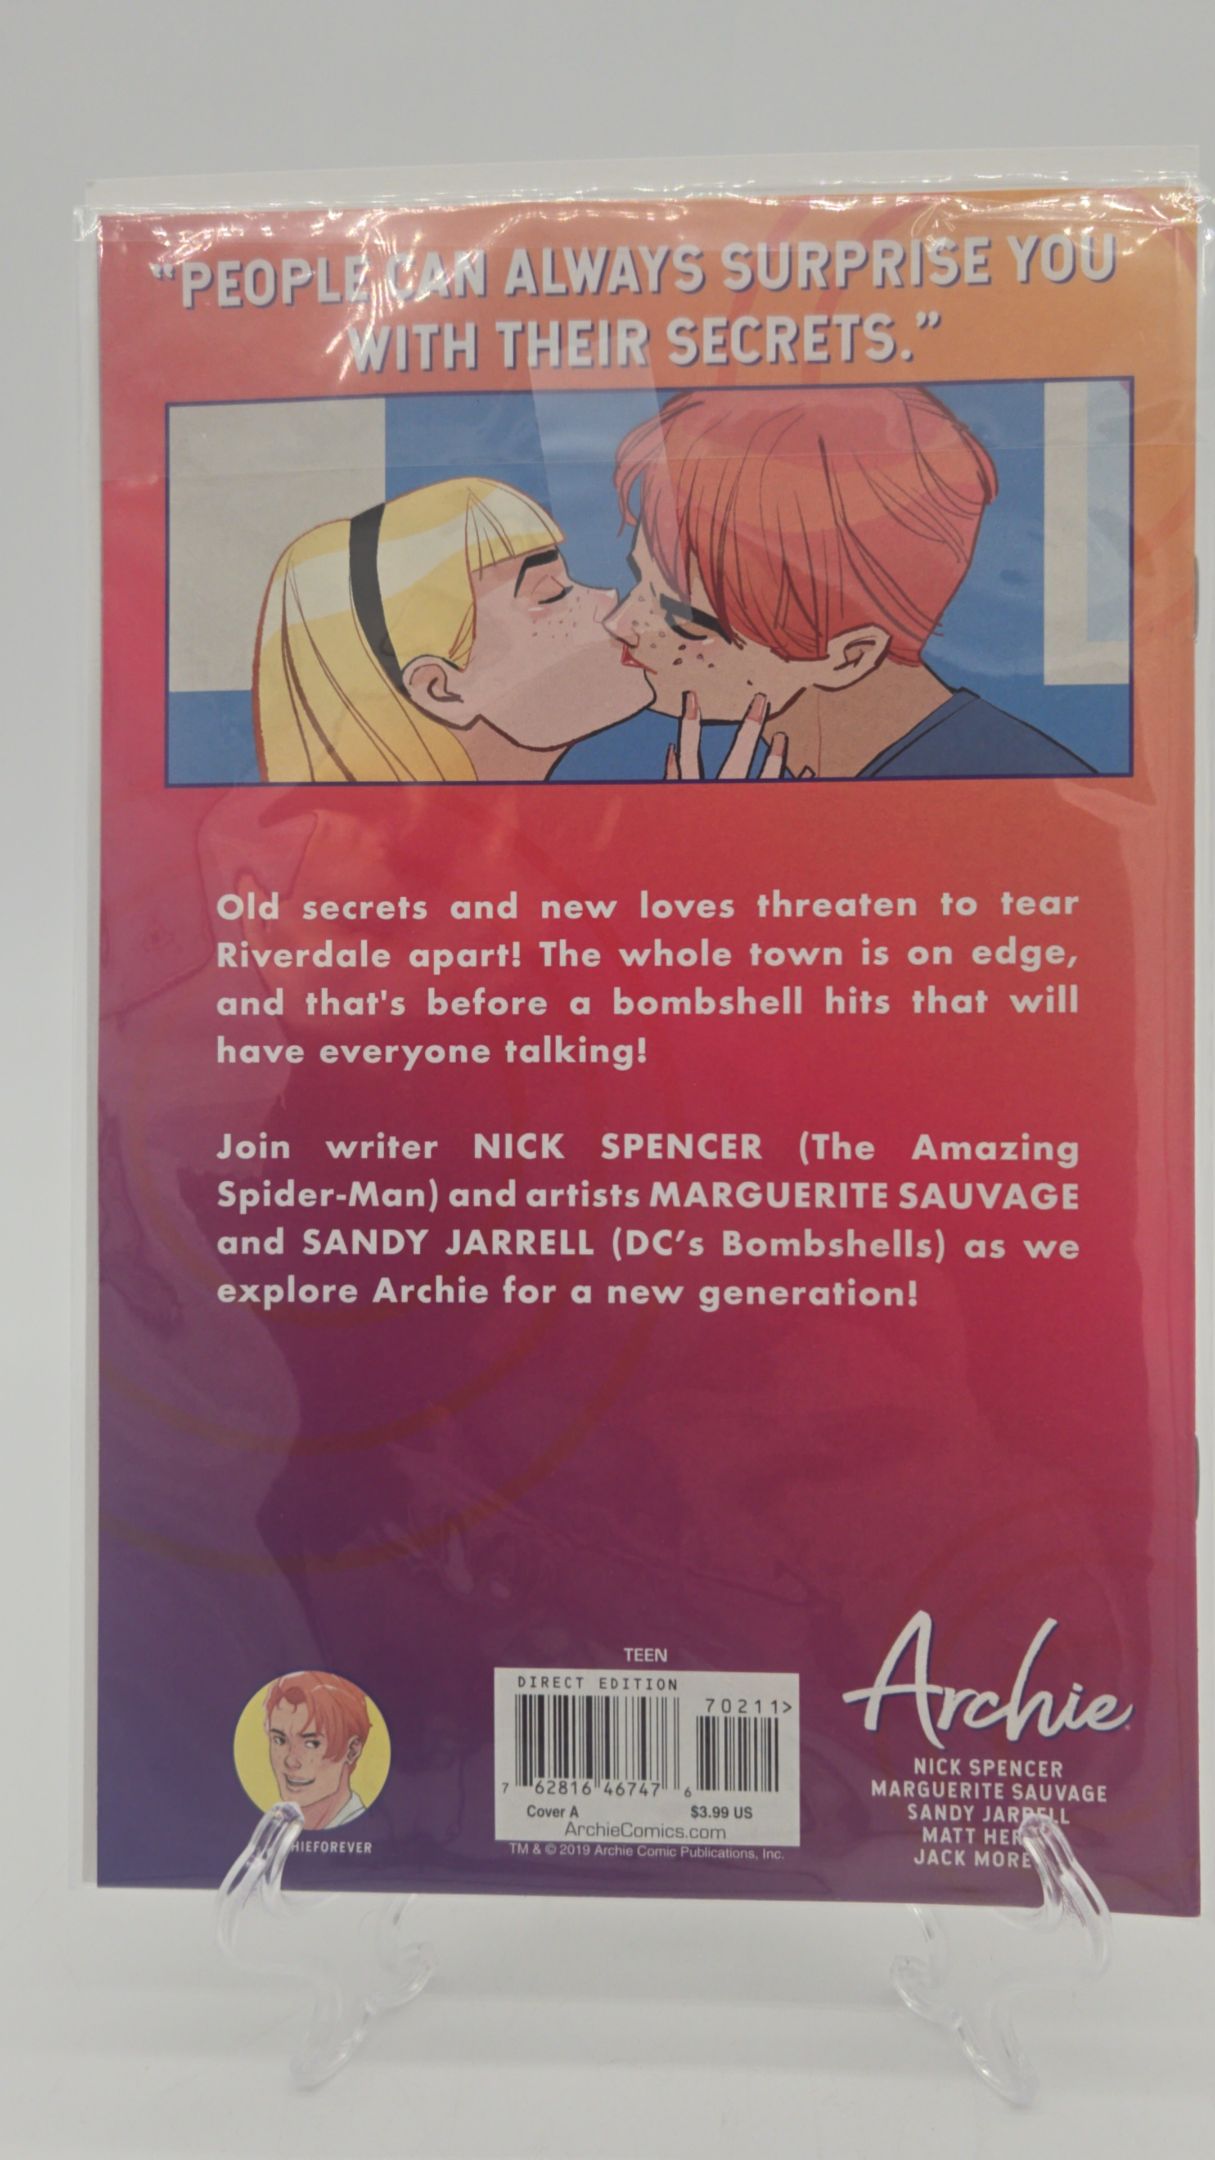 “PEOPLE CAN ALWAYS SURPRISE YOU
WITH THEIR SECRETS.”
Old secrets and new loves threaten to tear
Riverdale apart! The whole town is on edge,
and that's before a bombshell hits that will
have everyone talking!
Join writer NICK SPENCER (The Amazing
Spider-Man) and artists MARGUERITE SAUVAGE
and SANDY JARRELL (DC’s Bombshells) as we
explore Archie for a new generation!
TEEN
DIRECT EDITION
70211>
7 62816 46747 6
Cover A $3.99 US
ArchieComics.com
TM & © 2019 Archie Comic Publications, Inc.
Archie
NICK SPENCER
MARGUERITE SAUVAGE
SANDY JARRELL
MATT
JACK